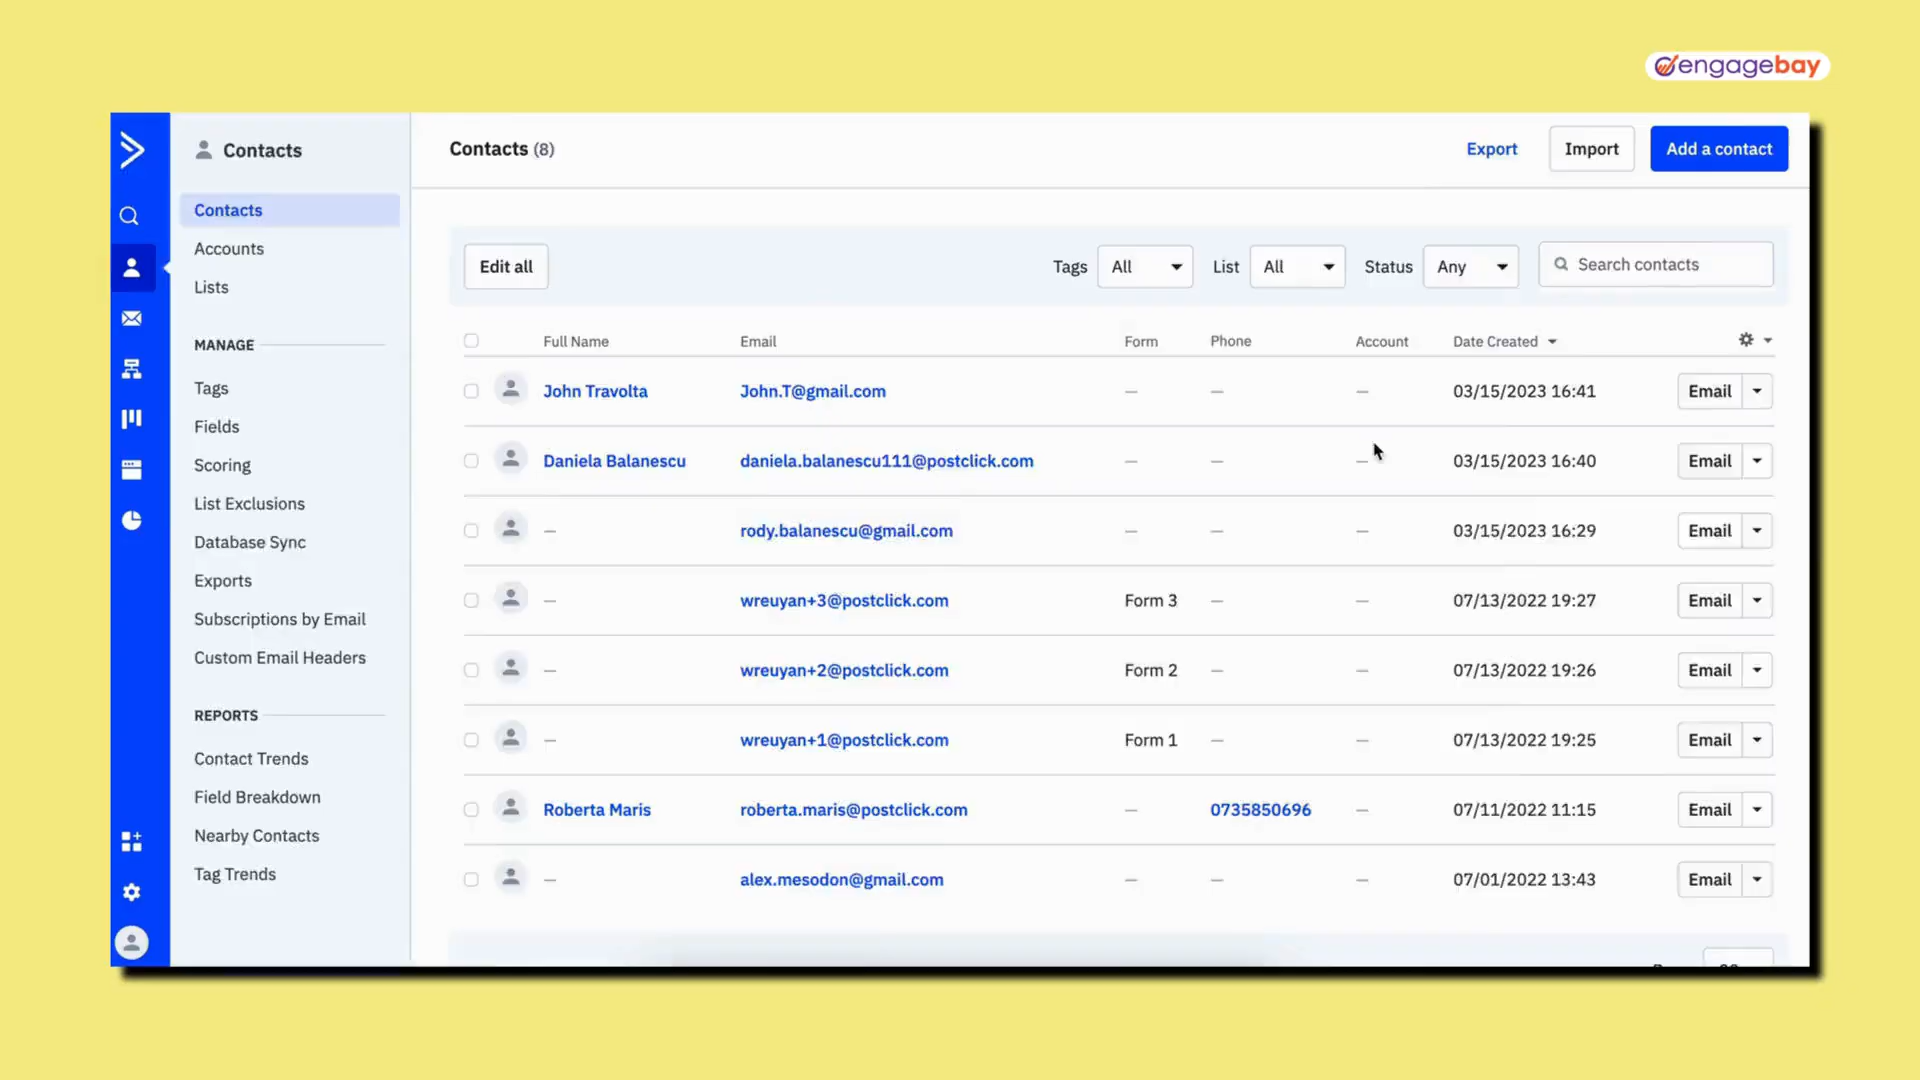 engagebay
Contacts
Contacts (8)
Export
Import
Add a contact
Contacts
Accounts
Lists
MANAGE
Tags
Fields
Scoring
List Exclusions
Database Sync
Exports
Subscriptions by Email
Custom Email Headers
REPORTS
Contact Trends
Field Breakdown
Nearby Contacts
Tag Trends
Edit all
Tags All
List All
Status Any
Search contacts
Full Name Email Form Phone Account Date Created
John Travolta John.T@gmail.com — — — 03/15/2023 16:41 Email
Daniela Balanescu daniela.balanescu111@postclick.com — — — 03/15/2023 16:40 Email
— rody.balanescu@gmail.com — — — 03/15/2023 16:29 Email
— wreuyan+3@postclick.com Form 3 — — 07/13/2022 19:27 Email
— wreuyan+2@postclick.com Form 2 — — 07/13/2022 19:26 Email
— wreuyan+1@postclick.com Form 1 — — 07/13/2022 19:25 Email
Roberta Maris roberta.maris@postclick.com — 0735850696 — 07/11/2022 11:15 Email
— alex.mesodon@gmail.com — — — 07/01/2022 13:43 Email